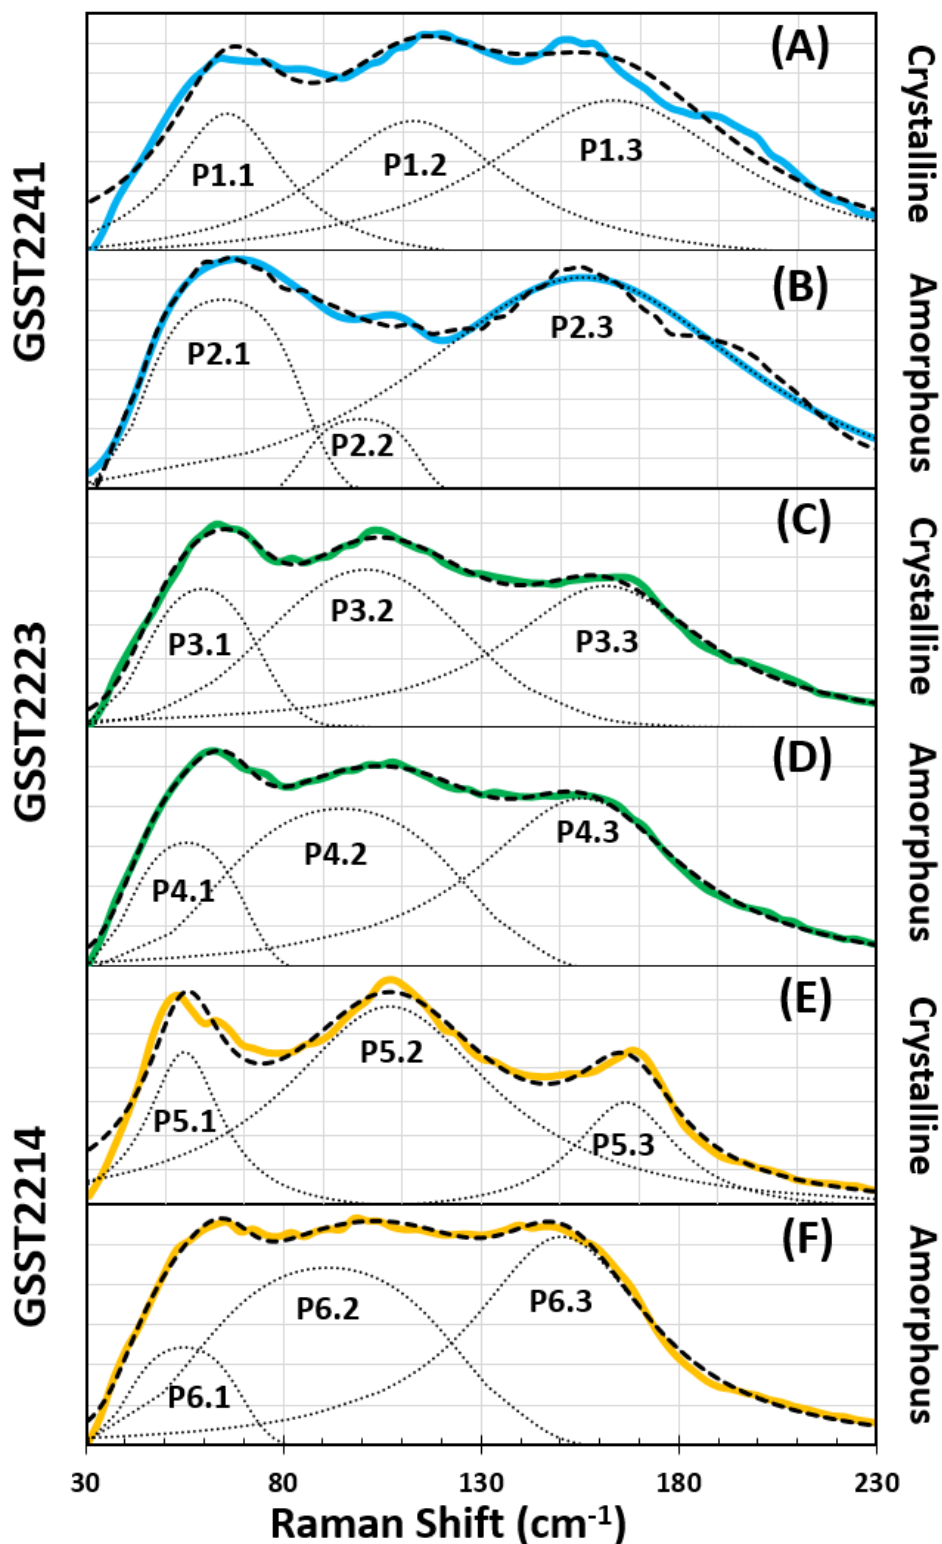 GSST2241
(A)
P1.1
P1.2
P1.3
Crystalline
(B)
P2.1
P2.2
P2.3
Amorphous
GSST2223
(C)
P3.1
P3.2
P3.3
Crystalline
(D)
P4.1
P4.2
P4.3
Amorphous
GSST2214
(E)
P5.1
P5.2
P5.3
Crystalline
(F)
P6.1
P6.2
P6.3
Amorphous
30 80 130 180 230
Raman Shift (cm⁻¹)